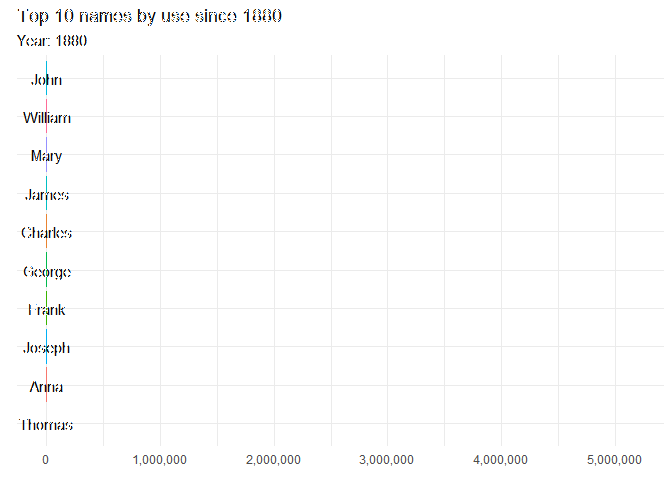 Top 10 names by use since 1880
Year: 1880
John
William
Mary
James
Charles
George
Frank
Joseph
Anna
Thomas
0 1,000,000 2,000,000 3,000,000 4,000,000 5,000,000